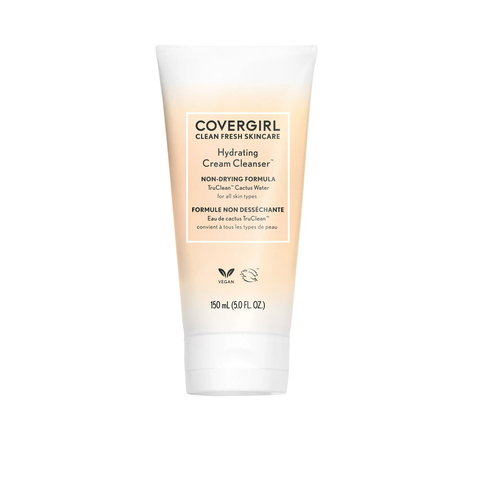 COVERGIRL
CLEAN FRESH SKINCARE
Hydrating
Cream Cleanser™
NON-DRYING FORMULA
TruClean™ Cactus Water
for all skin types
FORMULE NON DESSÉCHANTE
Eau de cactus TruClean™
convient à tous les types de peau
VEGAN
150 mL (5.0 FL. OZ.)